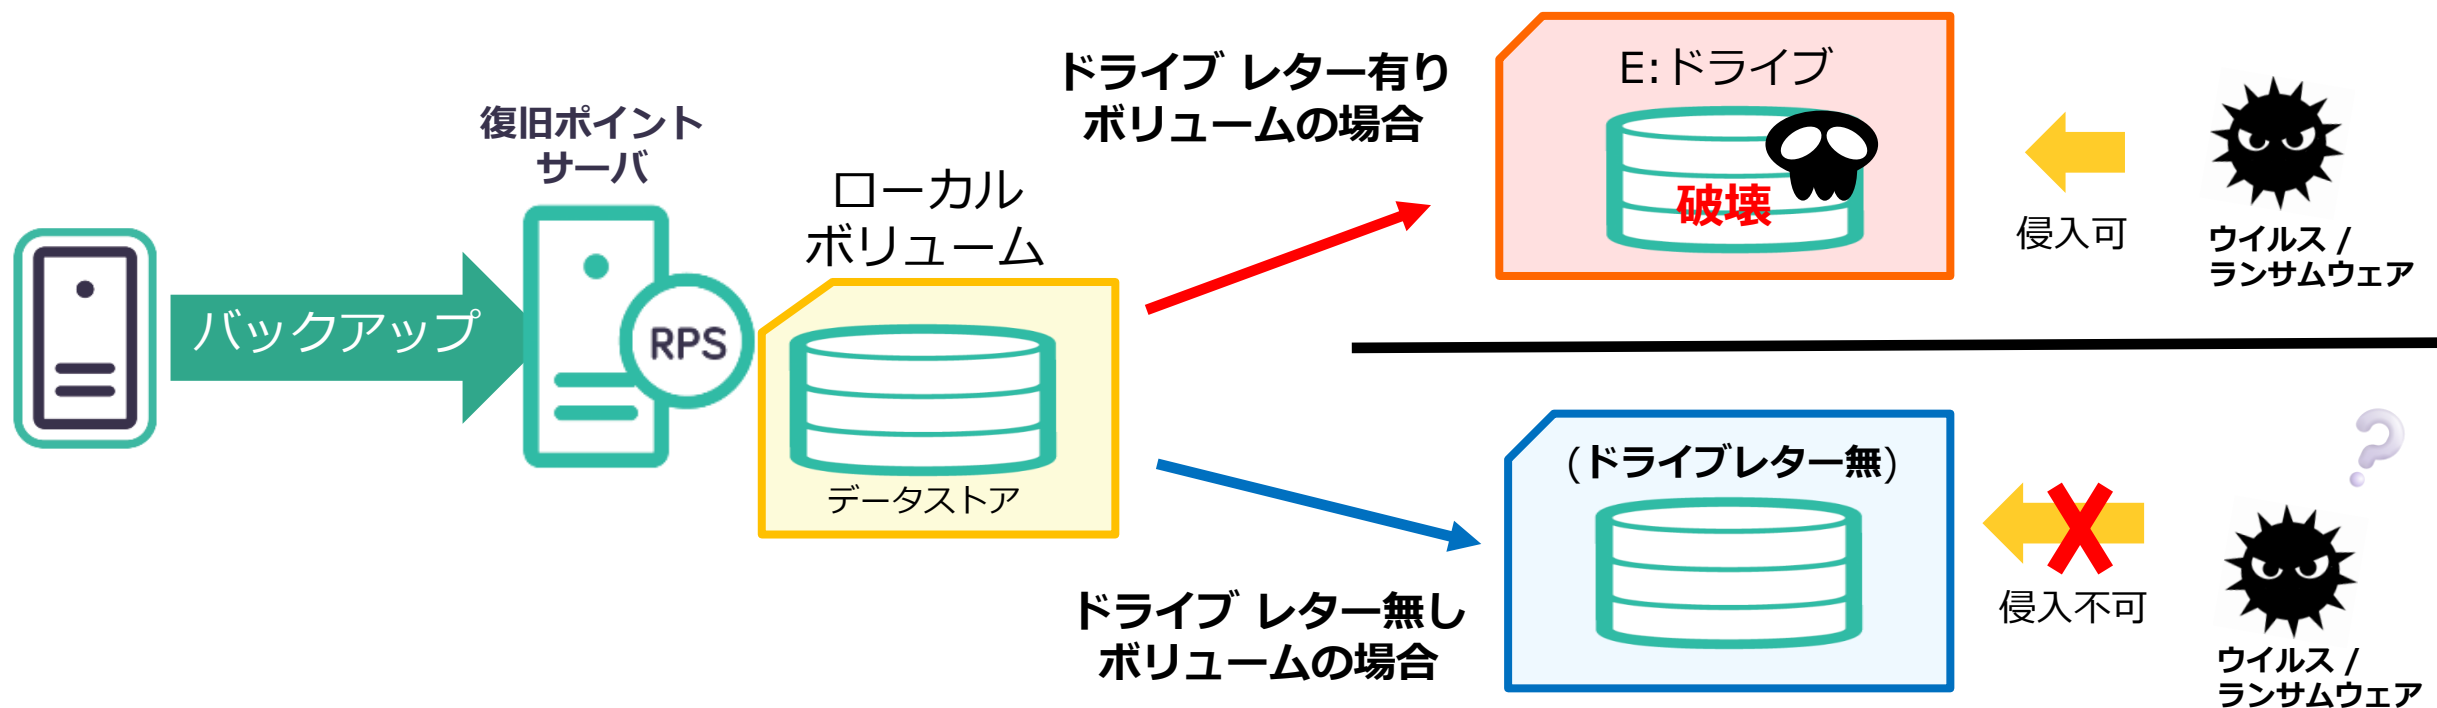 バックアップ
復旧ポイント
サーバ
RPS
ローカル
ボリューム
データストア
ドライブ レター有り
ボリュームの場合
E:ドライブ
破壊
侵入可
ウイルス /
ランサムウェア
ドライブ レター無し
ボリュームの場合
(ドライブレター無)
侵入不可
?
ウイルス /
ランサムウェア